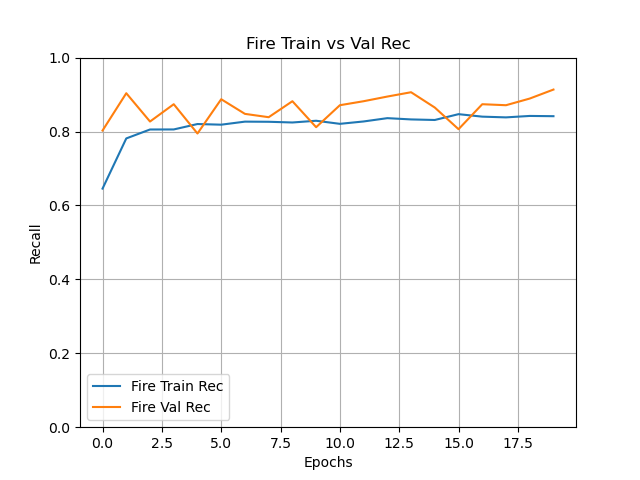 Fire Train vs Val Rec
1.0
0.8
0.6
0.4
0.2
0.0
Recall
Fire Train Rec
Fire Val Rec
0.0 2.5 5.0 7.5 10.0 12.5 15.0 17.5
Epochs